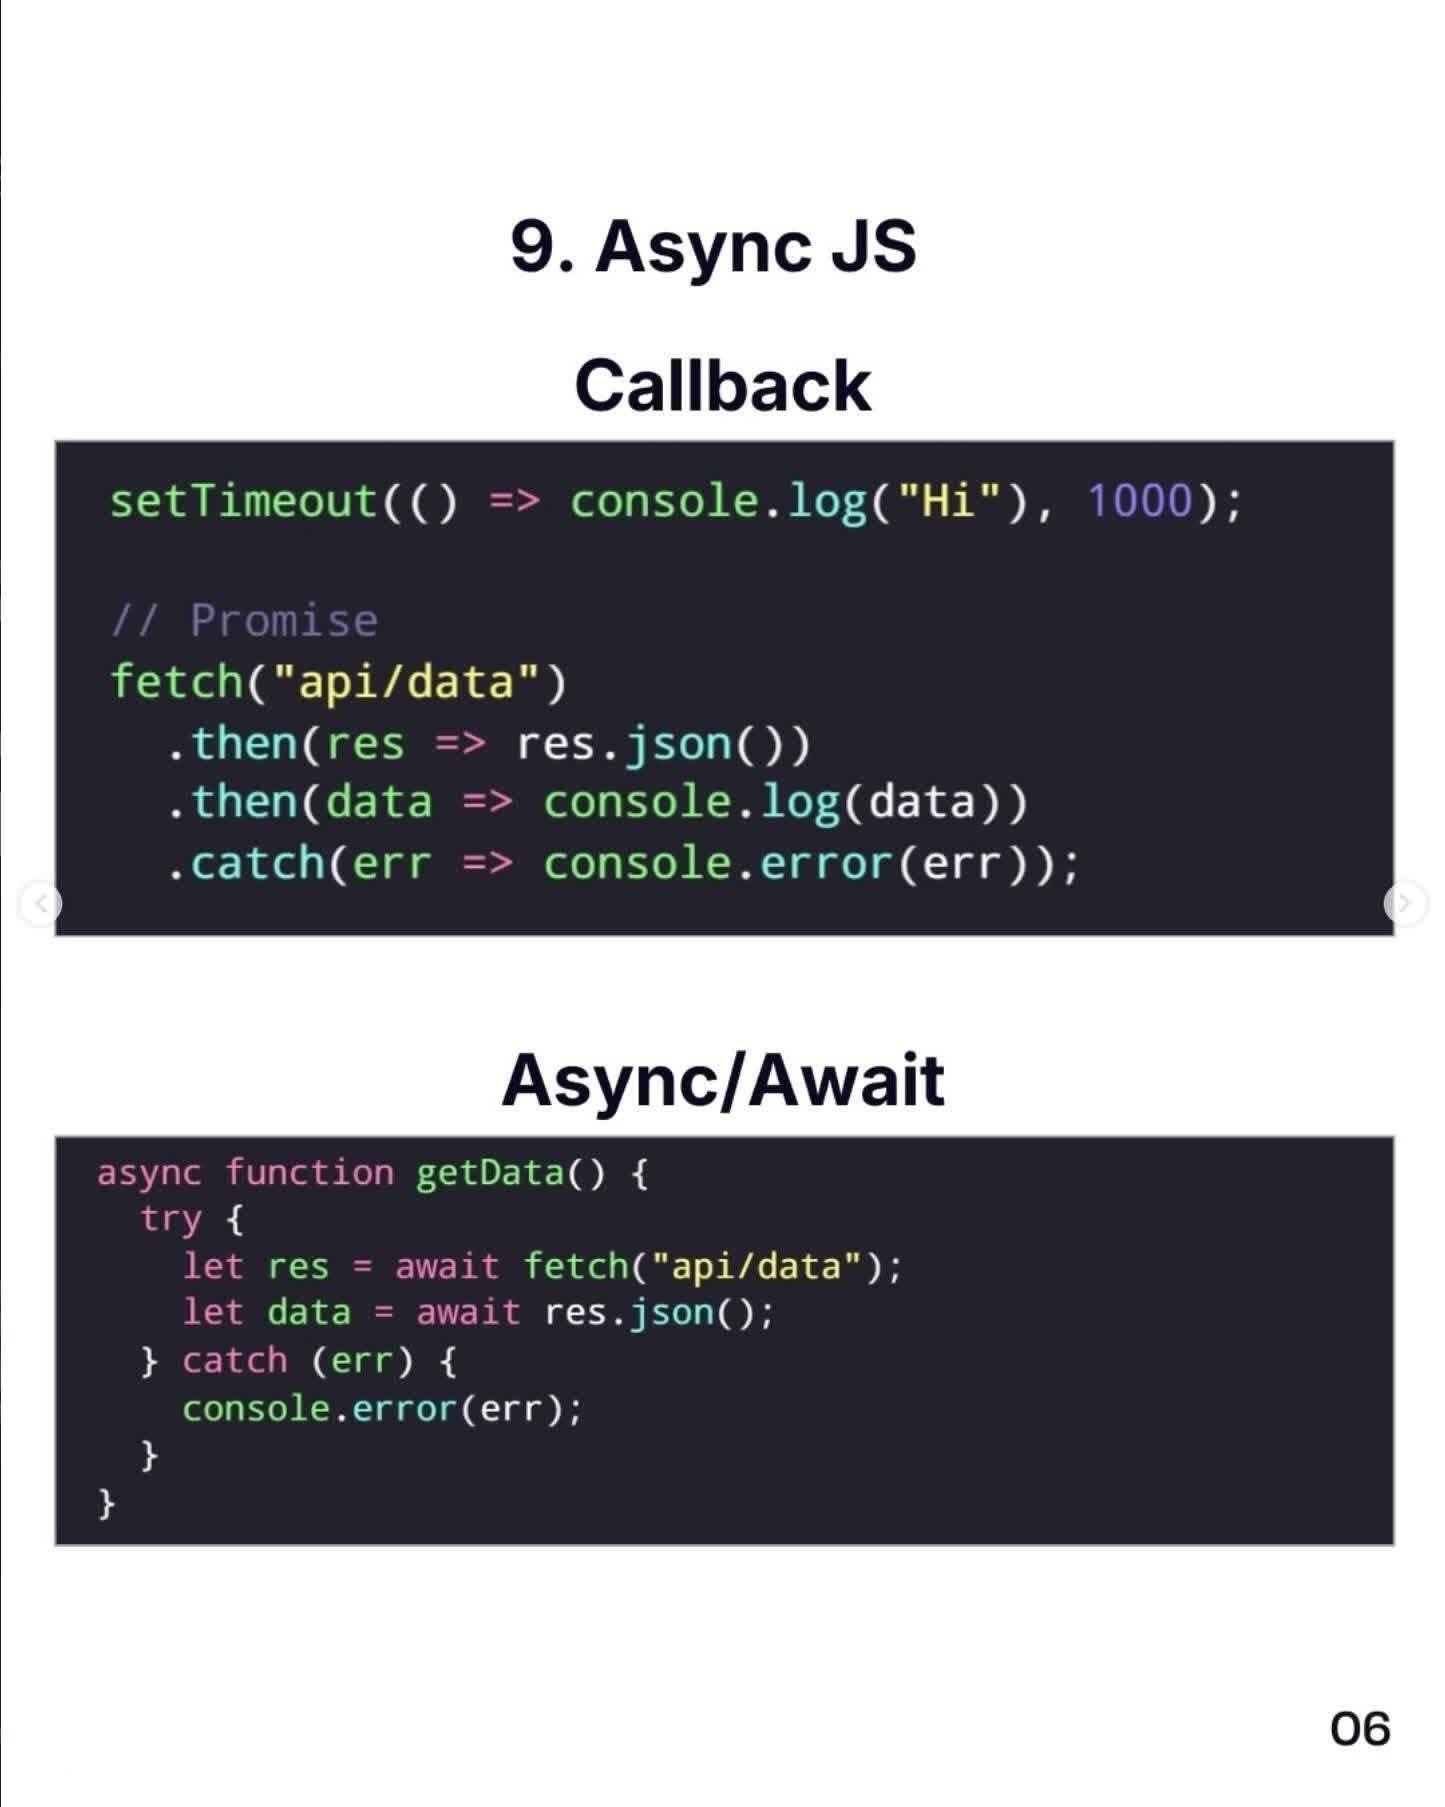 9. Async JS
Callback
setTimeout(() => console.log("Hi"), 1000);
// Promise
fetch("api/data")
.then(res => res.json())
.then(data => console.log(data))
.catch(err => console.error(err));
Async/Await
async function getData() {
try {
let res = await fetch("api/data");
let data = await res.json();
} catch (err) {
console.error(err);
}
}
06